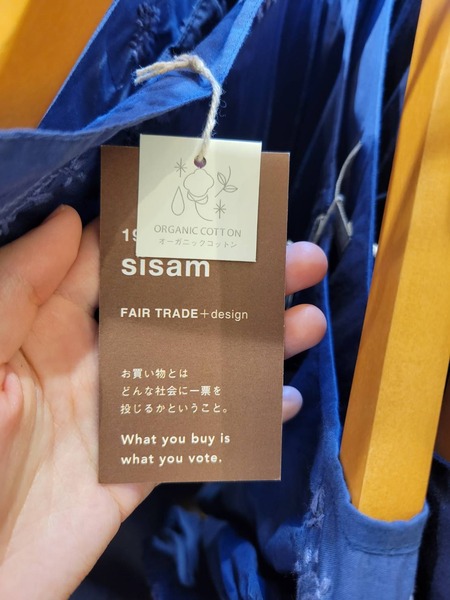 ORGANIC COTTON
オーガニックコットン
sisam
FAIR TRADE+design
お買い物とは
どんな社会に一票を
投じるかということ。
What you buy is
what you vote.